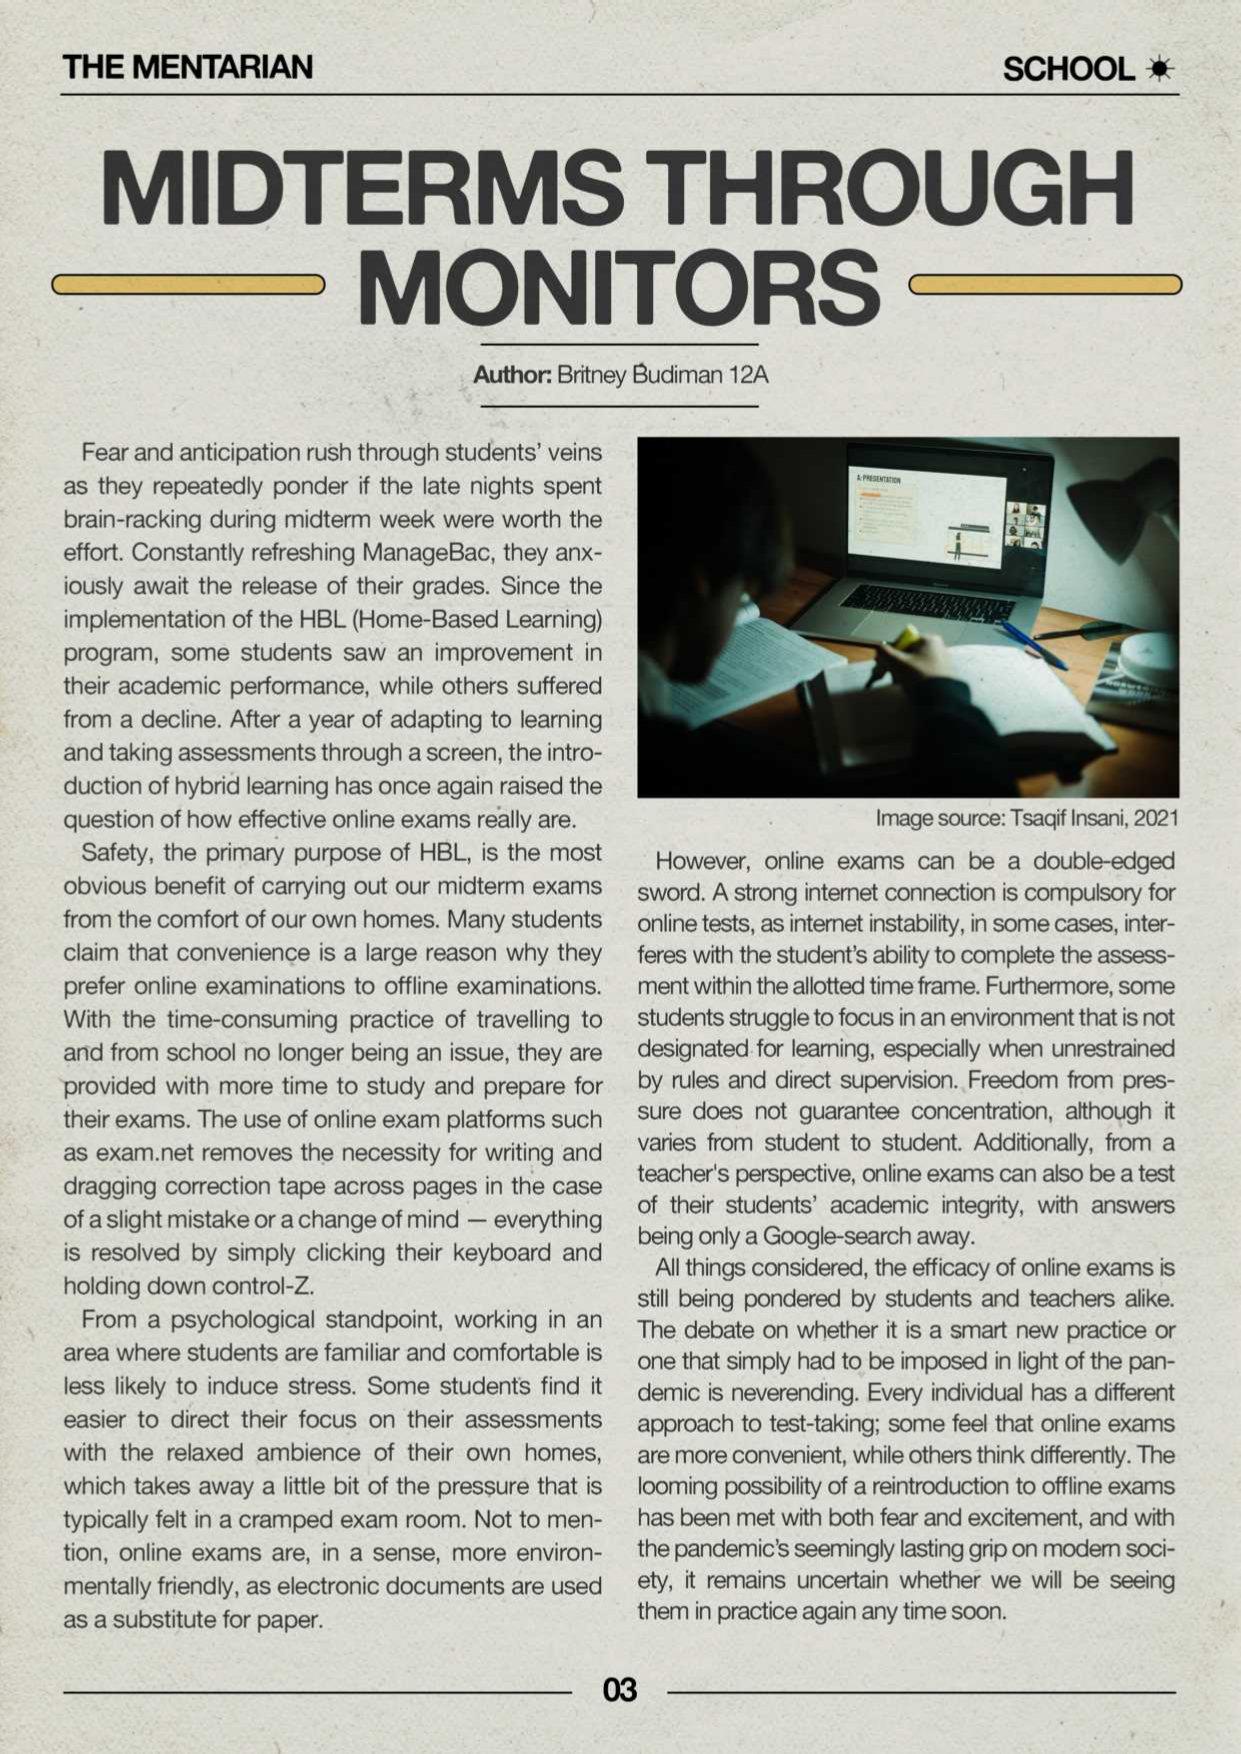 THE MENTARIAN
SCHOOL
MIDTERMS THROUGH
MONITORS
Author: Britney Budiman 12A
Fear and anticipation rush through students’ veins
as they repeatedly ponder if the late nights spent
brain-racking during midterm week were worth the
effort. Constantly refreshing ManageBac, they anx-
iously await the release of their grades. Since the
implementation of the HBL (Home-Based Learning)
program, some students saw an improvement in
their academic performance, while others suffered
from a decline. After a year of adapting to learning
and taking assessments through a screen, the intro-
duction of hybrid learning has once again raised the
question of how effective online exams really are.
Safety, the primary purpose of HBL, is the most
obvious benefit of carrying out our midterm exams
from the comfort of our own homes. Many students
claim that convenience is a large reason why they
prefer online examinations to offline examinations.
With the time-consuming practice of travelling to
and from school no longer being an issue, they are
provided with more time to study and prepare for
their exams. The use of online exam platforms such
as exam.net removes the necessity for writing and
dragging correction tape across pages in the case
of a slight mistake or a change of mind — everything
is resolved by simply clicking their keyboard and
holding down control-Z.
From a psychological standpoint, working in an
area where students are familiar and comfortable is
less likely to induce stress. Some students find it
easier to direct their focus on their assessments
with the relaxed ambience of their own homes,
which takes away a little bit of the pressure that is
typically felt in a cramped exam room. Not to men-
tion, online exams are, in a sense, more environ-
mentally friendly, as electronic documents are used
as a substitute for paper.
A: PRESENTATION
Image source: Tsaqif Insani, 2021
However, online exams can be a double-edged
sword. A strong internet connection is compulsory for
online tests, as internet instability, in some cases, inter-
feres with the student’s ability to complete the assess-
ment within the allotted time frame. Furthermore, some
students struggle to focus in an environment that is not
designated for learning, especially when unrestrained
by rules and direct supervision. Freedom from pres-
sure does not guarantee concentration, although it
varies from student to student. Additionally, from a
teacher's perspective, online exams can also be a test
of their students’ academic integrity, with answers
being only a Google-search away.
All things considered, the efficacy of online exams is
still being pondered by students and teachers alike.
The debate on whether it is a smart new practice or
one that simply had to be imposed in light of the pan-
demic is neverending. Every individual has a different
approach to test-taking; some feel that online exams
are more convenient, while others think differently. The
looming possibility of a reintroduction to offline exams
has been met with both fear and excitement, and with
the pandemic’s seemingly lasting grip on modern soci-
ety, it remains uncertain whether we will be seeing
them in practice again any time soon.
03